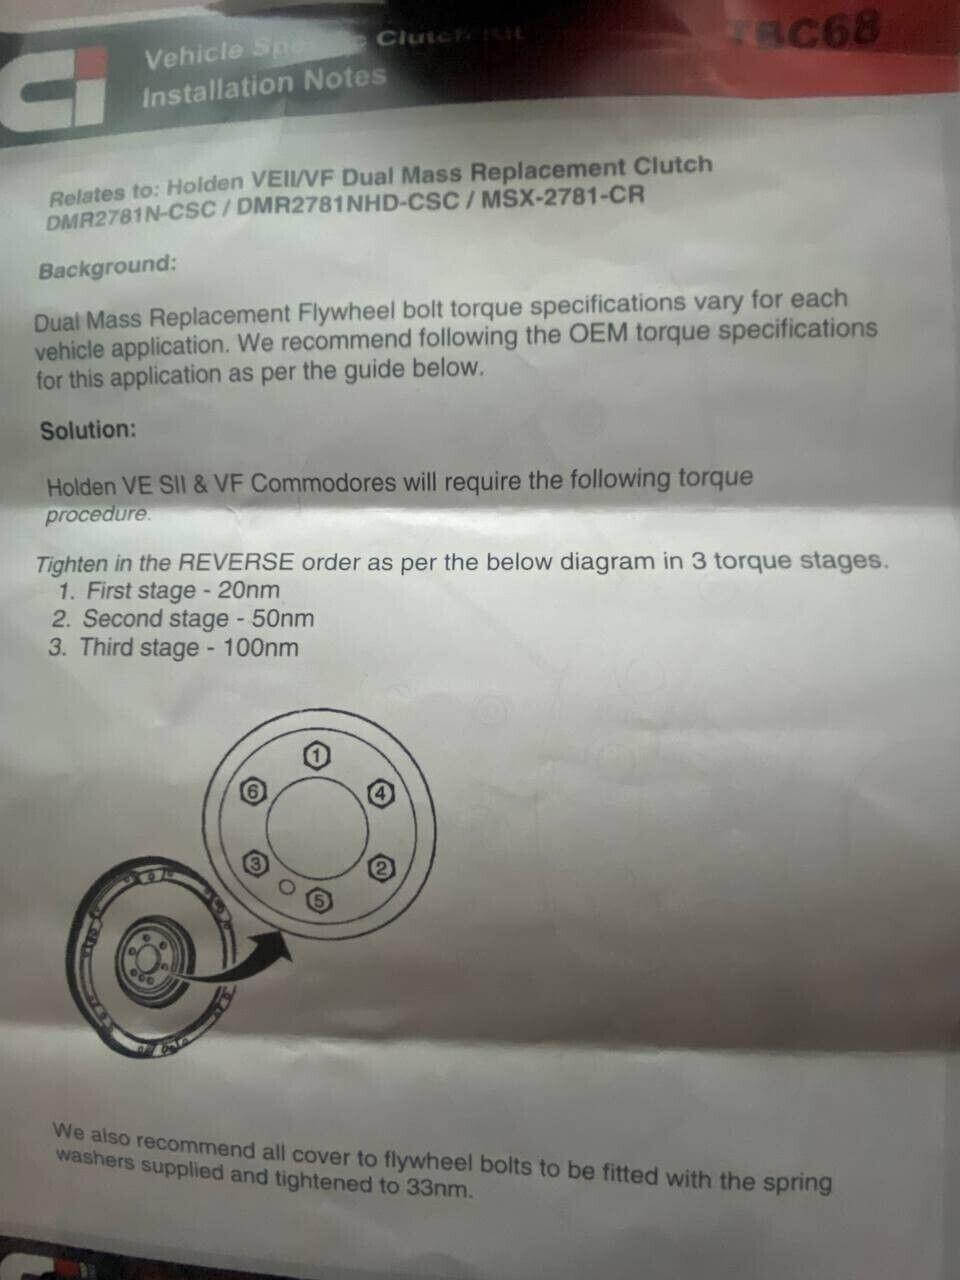 Vehicle Specific Clutch Kit
TBC68
Installation Notes
Relates to: Holden VEII/VF Dual Mass Replacement Clutch
DMR2781N-CSC / DMR2781NHD-CSC / MSX-2781-CR
Background:
Dual Mass Replacement Flywheel bolt torque specifications vary for each
vehicle application. We recommend following the OEM torque specifications
for this application as per the guide below.
Solution:
Holden VE SII & VF Commodores will require the following torque
procedure.
Tighten in the REVERSE order as per the below diagram in 3 torque stages.
1. First stage - 20nm
2. Second stage - 50nm
3. Third stage - 100nm
1
6
4
3
2
5
We also recommend all cover to flywheel bolts to be fitted with the spring
washers supplied and tightened to 33nm.